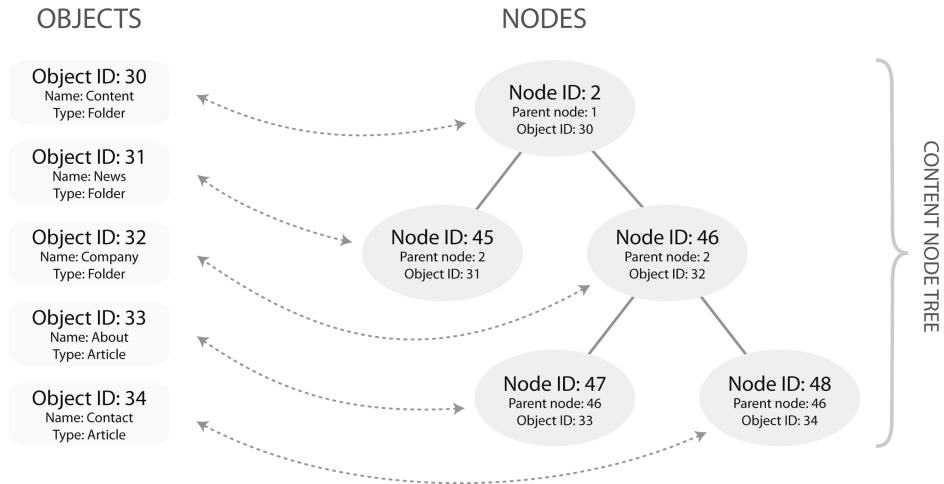 OBJECTS
Object ID: 30
Name: Content
Type: Folder
Object ID: 31
Name: News
Type: Folder
Object ID: 32
Name: Company
Type: Folder
Object ID: 33
Name: About
Type: Article
Object ID: 34
Name: Contact
Type: Article
NODES
Node ID: 2
Parent node: 1
Object ID: 30
Node ID: 45
Parent node: 2
Object ID: 31
Node ID: 46
Parent node: 2
Object ID: 32
Node ID: 47
Parent node: 46
Object ID: 33
Node ID: 48
Parent node: 46
Object ID: 34
CONTENT NODE TREE